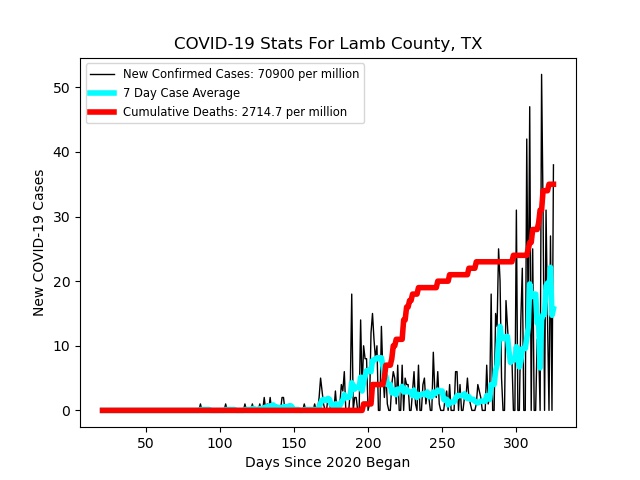 COVID-19 Stats For Lamb County, TX
New Confirmed Cases: 70900 per million
7 Day Case Average
Cumulative Deaths: 2714.7 per million
New COVID-19 Cases
50
40
30
20
10
0
50 100 150 200 250 300
Days Since 2020 Began